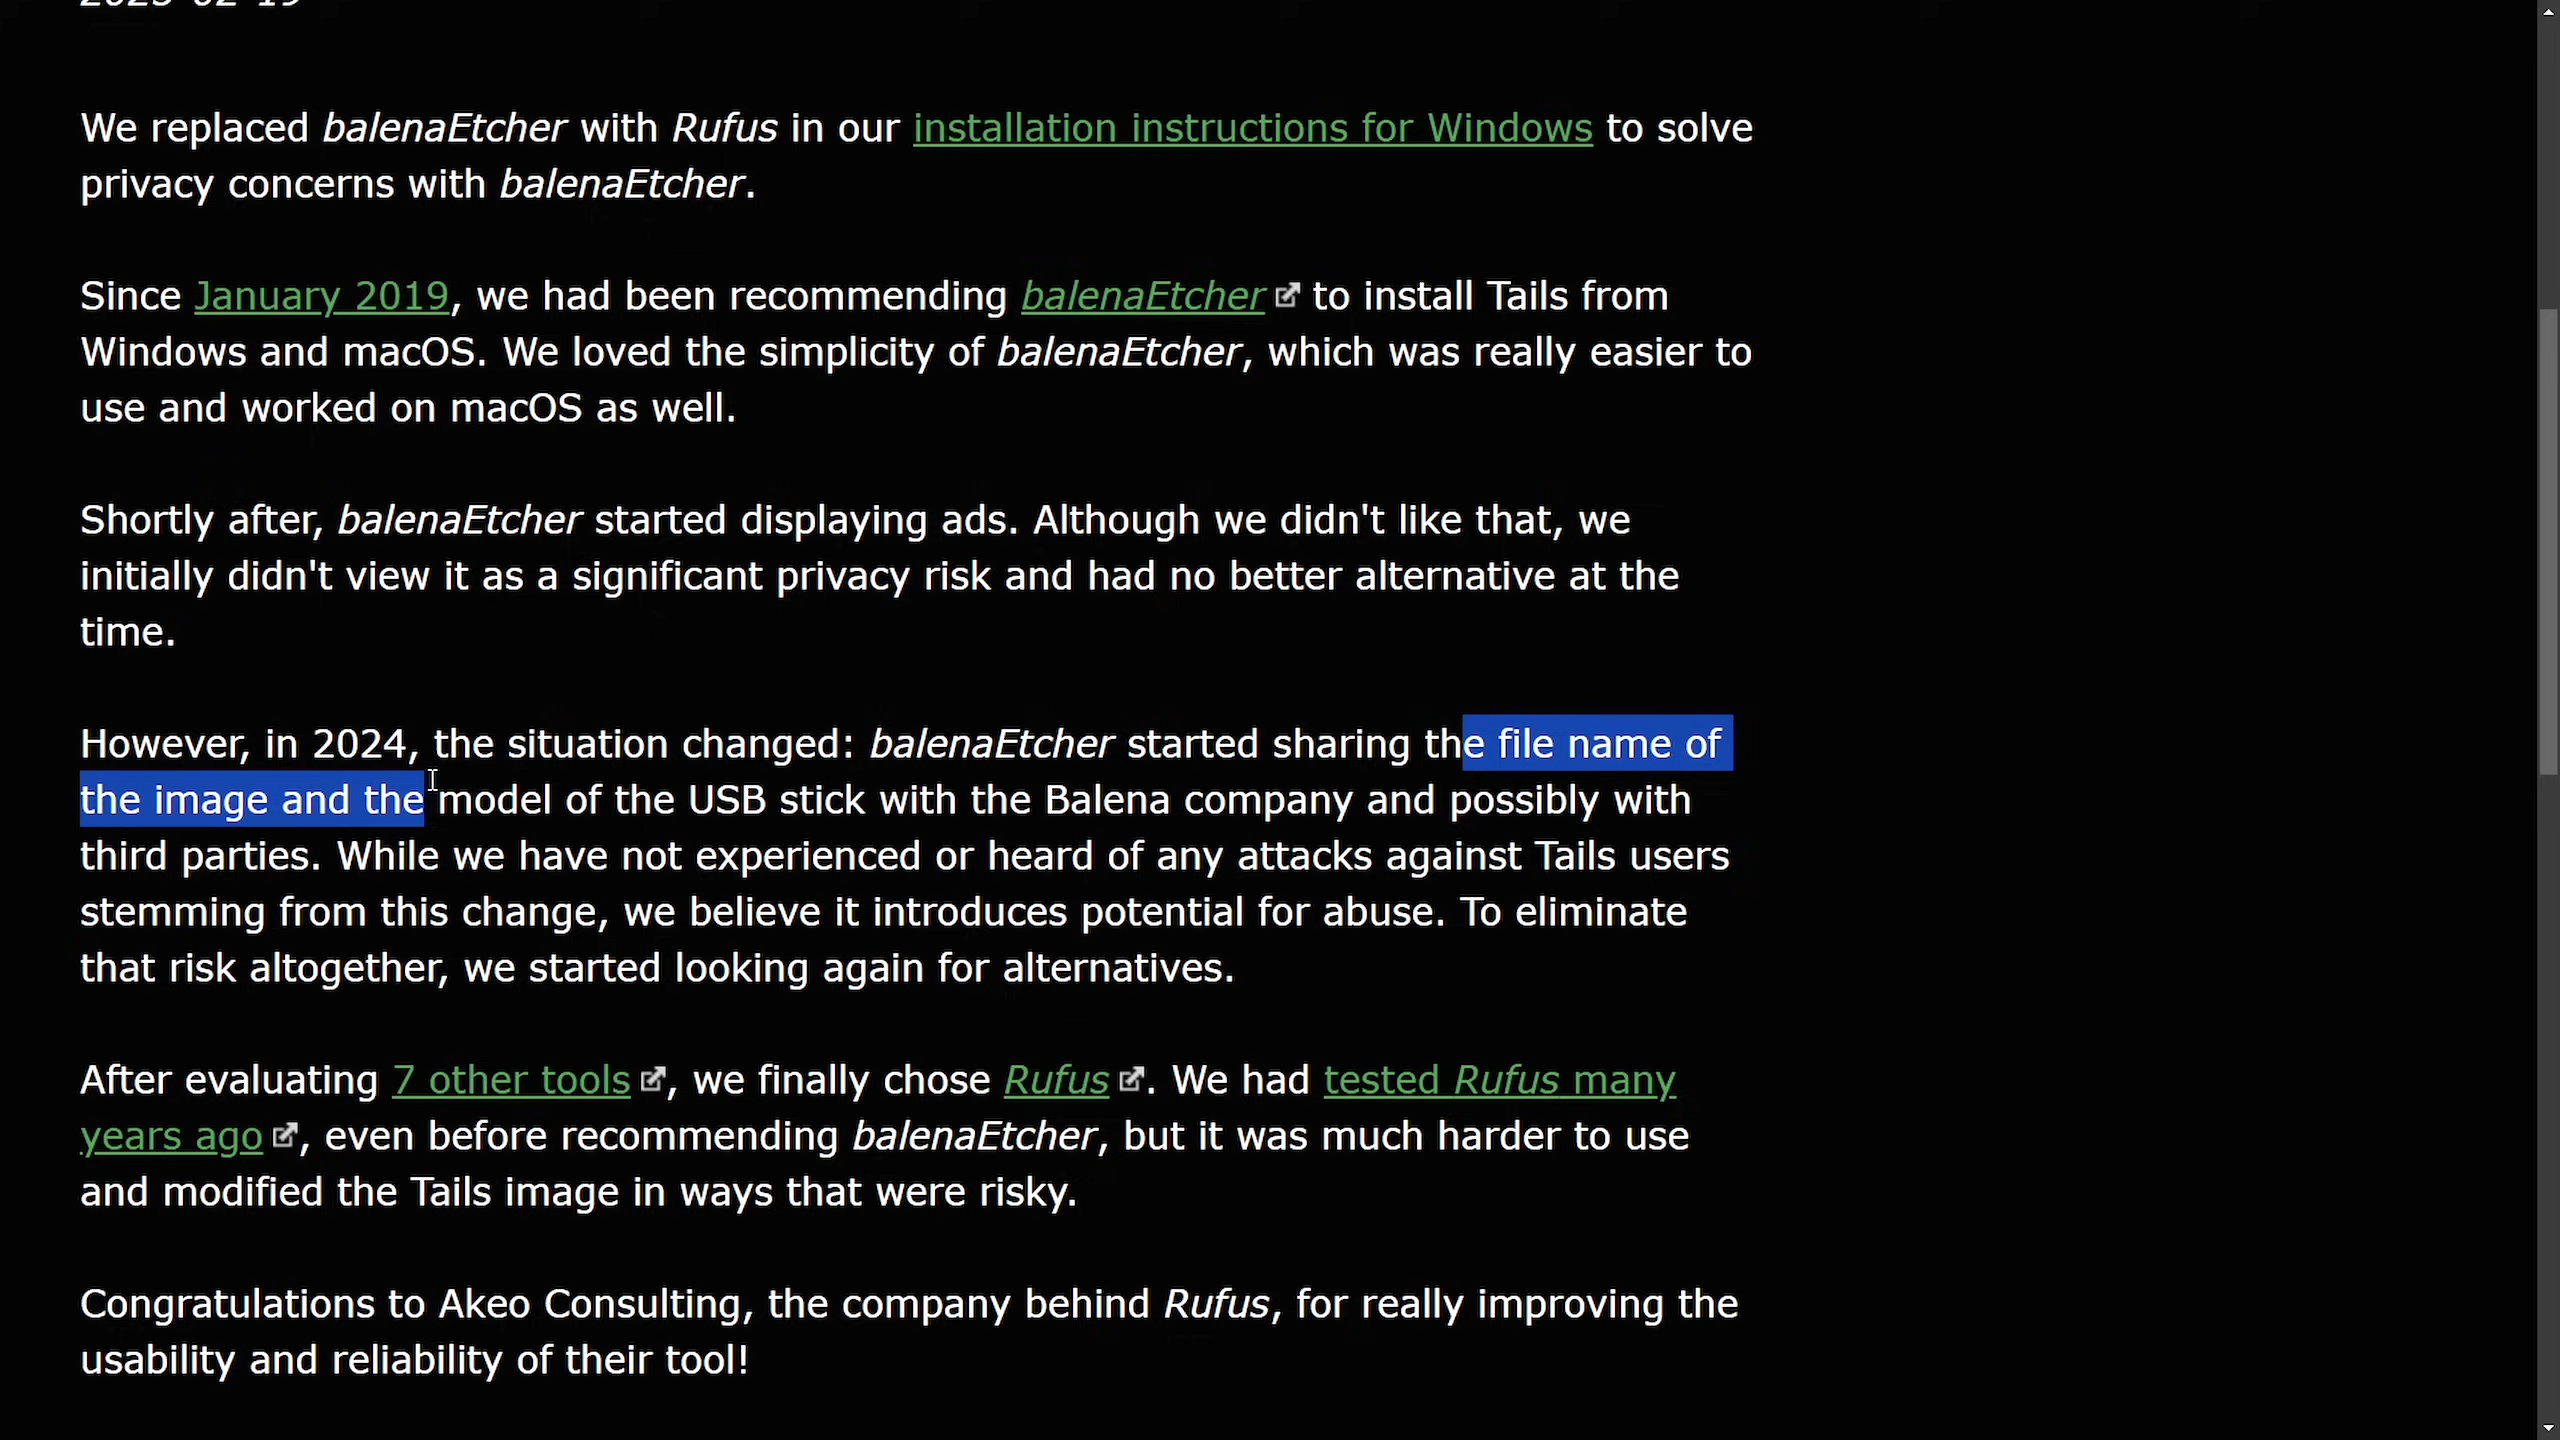 2025-02-19
We replaced balenaEtcher with Rufus in our installation instructions for Windows to solve
privacy concerns with balenaEtcher.
Since January 2019, we had been recommending balenaEtcher to install Tails from
Windows and macOS. We loved the simplicity of balenaEtcher, which was really easier to
use and worked on macOS as well.
Shortly after, balenaEtcher started displaying ads. Although we didn't like that, we
initially didn't view it as a significant privacy risk and had no better alternative at the
time.
However, in 2024, the situation changed: balenaEtcher started sharing the file name of
the image and the model of the USB stick with the Balena company and possibly with
third parties. While we have not experienced or heard of any attacks against Tails users
stemming from this change, we believe it introduces potential for abuse. To eliminate
that risk altogether, we started looking again for alternatives.
After evaluating 7 other tools, we finally chose Rufus. We had tested Rufus many
years ago, even before recommending balenaEtcher, but it was much harder to use
and modified the Tails image in ways that were risky.
Congratulations to Akeo Consulting, the company behind Rufus, for really improving the
usability and reliability of their tool!